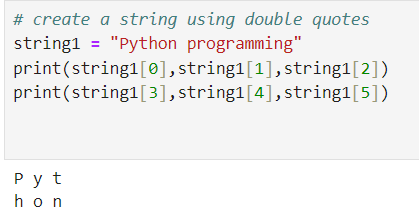 # create a string using double quotes
string1 = "Python programming"
print(string1[0],string1[1],string1[2])
print(string1[3],string1[4],string1[5])
P y t
h o n